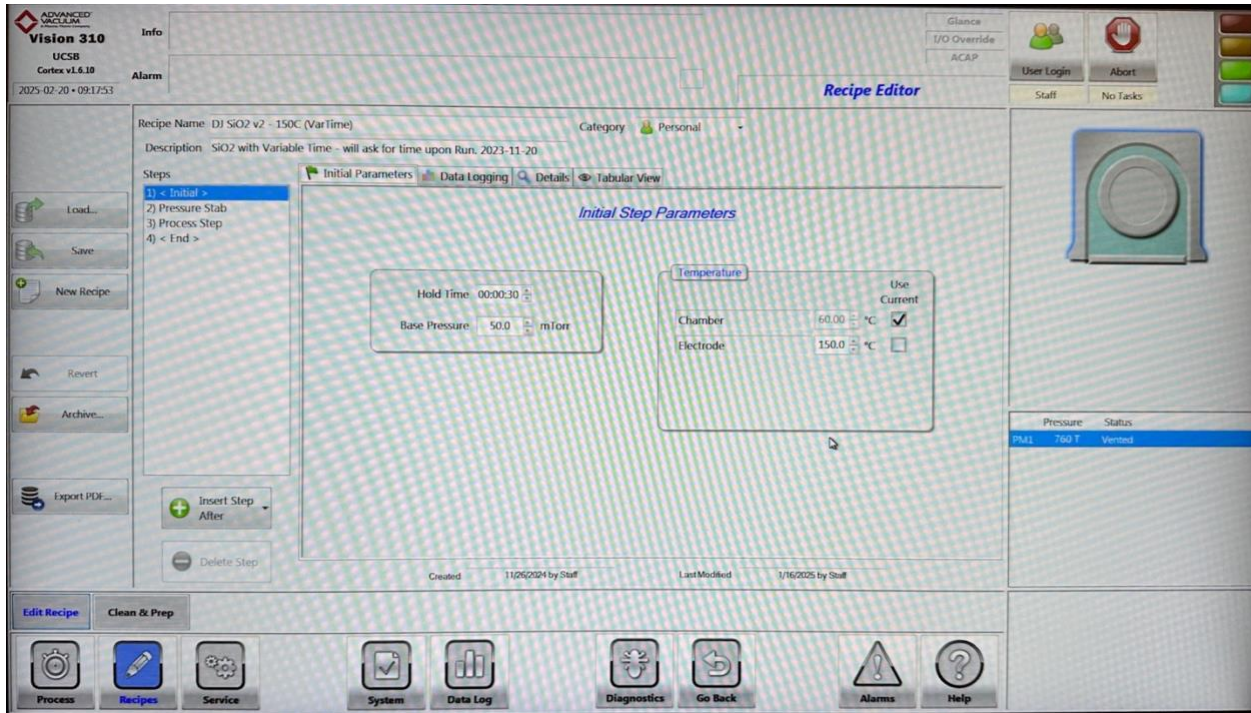 ADVANCED
VACUUM
Vision 310
UCSB
Cortex v1.6.10
2025-02-20 • 09:17:53
Info
Alarm
Glance
I/O Override
ACAP
Recipe Editor
User Login
Abort
Staff
No Tasks
Recipe Name DJ SiO2 v2 - 150C (VarTime)
Category Personal
Description SiO2 with Variable Time - will ask for time upon Run. 2023-11-20
Steps
1) < Initial >
2) Pressure Stab
3) Process Step
4) < End >
Initial Parameters Data Logging Details Tabular View
Initial Step Parameters
Hold Time 00:00:30
Base Pressure 50.0 mTorr
Temperature
Use
Current
Chamber 60.00 °C
Electrode 150.0 °C
Load...
Save
New Recipe
Revert
Archive...
Export PDF...
Insert Step
After
Delete Step
Created 11/26/2024 by Staff Last Modified 1/16/2025 by Staff
Pressure Status
PM1 760 T Vented
Edit Recipe
Clean & Prep
Process
Recipes
Service
System
Data Log
Diagnostics
Go Back
Alarms
Help